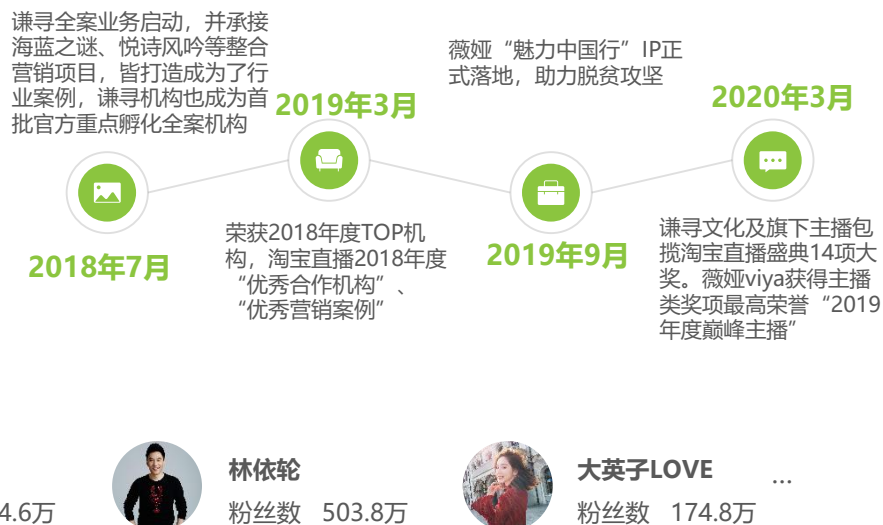 谦寻全案业务启动，并承接
海蓝之谜、悦诗风吟等整合
营销项目，皆打造成为了行
业案例，谦寻机构也成为首
批官方重点孵化全案机构
2018年7月
2019年3月
荣获2018年度TOP机
构，淘宝直播2018年度
“优秀合作机构”、
“优秀营销案例”
薇娅“魅力中国行”IP正
式落地，助力脱贫攻坚
2019年9月
2020年3月
谦寻文化及旗下主播包
揽淘宝直播盛典14项大
奖。薇娅viya获得主播
类奖项最高荣誉“2019
年度巅峰主播”
4.6万
林依轮
粉丝数 503.8万
大英子LOVE
粉丝数 174.8万
…